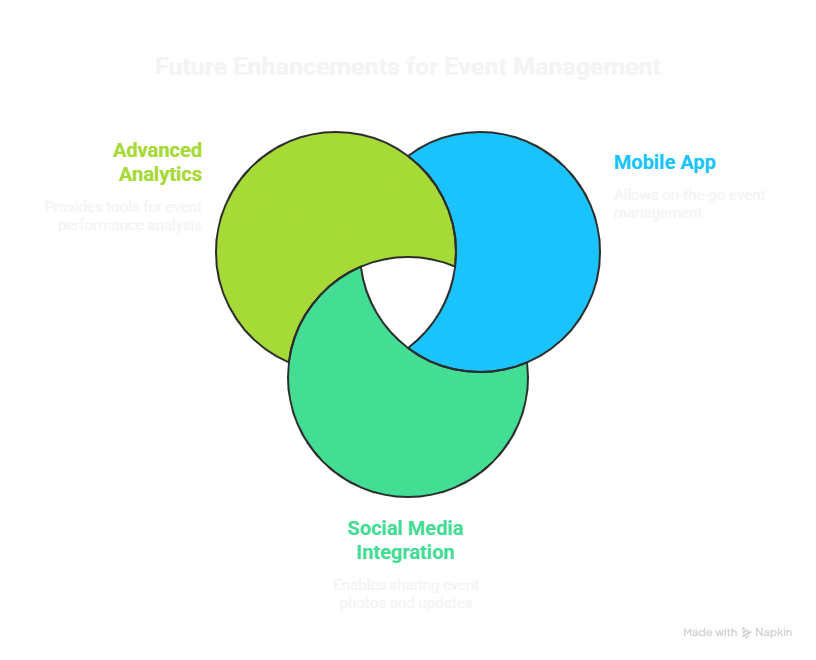 Future Enhancements for Event Management
Advanced
Analytics
Provides tools for event
performance analysis
Mobile App
Allows on-the-go event
management
Social Media
Integration
Enables sharing event
photos and updates
Made with Napkin